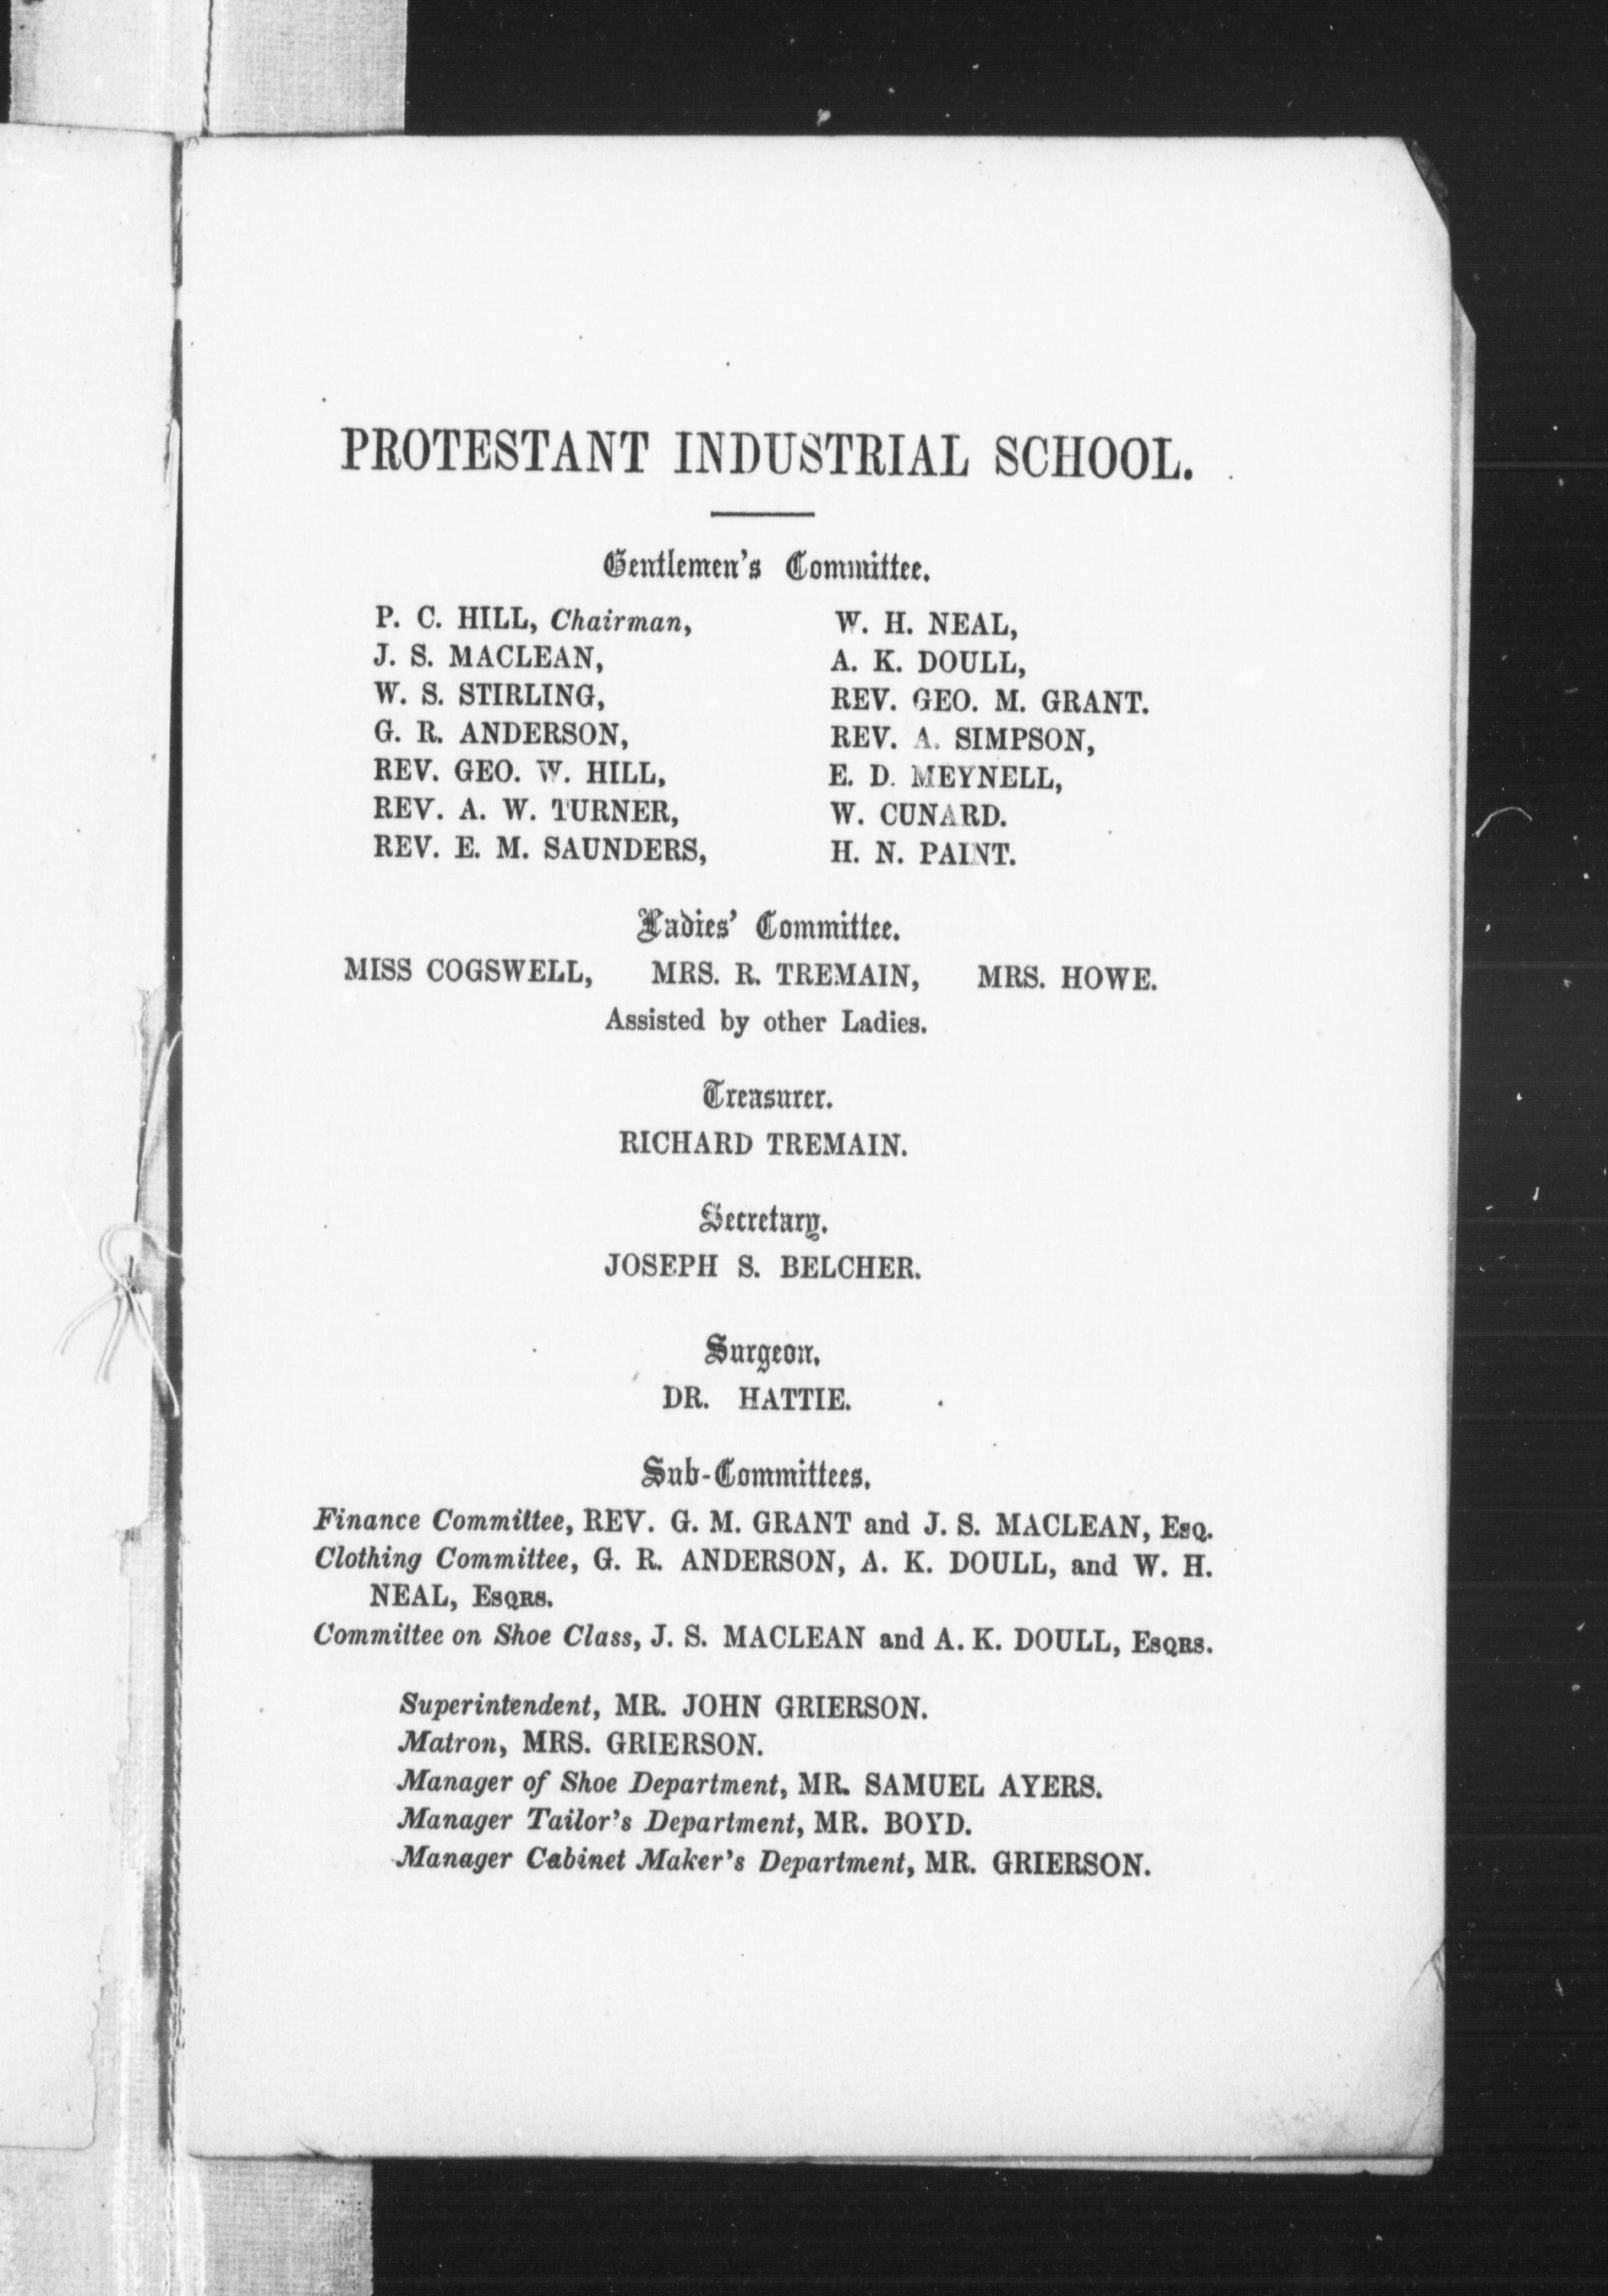 PROTESTANT INDUSTRIAL SCHOOL.
Gentlemen's Committee.
P. C. HILL, Chairman,
J. S. MACLEAN,
W. S. STIRLING,
G. R. ANDERSON,
REV. GEO. W. HILL,
REV. A. W. TURNER,
REV. E. M. SAUNDERS,
W. H. NEAL,
A. K. DOULL,
REV. GEO. M. GRANT.
REV. A. SIMPSON,
E. D. MEYNELL,
W. CUNARD.
H. N. PAINT.
Ladies' Committee.
MISS COGSWELL, MRS. R. TREMAIN, MRS. HOWE.
Assisted by other Ladies.
Treasurer.
RICHARD TREMAIN.
Secretary.
JOSEPH S. BELCHER.
Surgeon.
DR. HATTIE.
Sub-Committees.
Finance Committee, REV. G. M. GRANT and J. S. MACLEAN, ESQ.
Clothing Committee, G. R. ANDERSON, A. K. DOULL, and W. H.
NEAL, ESQRS.
Committee on Shoe Class, J. S. MACLEAN and A. K. DOULL, ESQRS.
Superintendent, MR. JOHN GRIERSON.
Matron, MRS. GRIERSON.
Manager of Shoe Department, MR. SAMUEL AYERS.
Manager Tailor's Department, MR. BOYD.
Manager Cabinet Maker's Department, MR. GRIERSON.